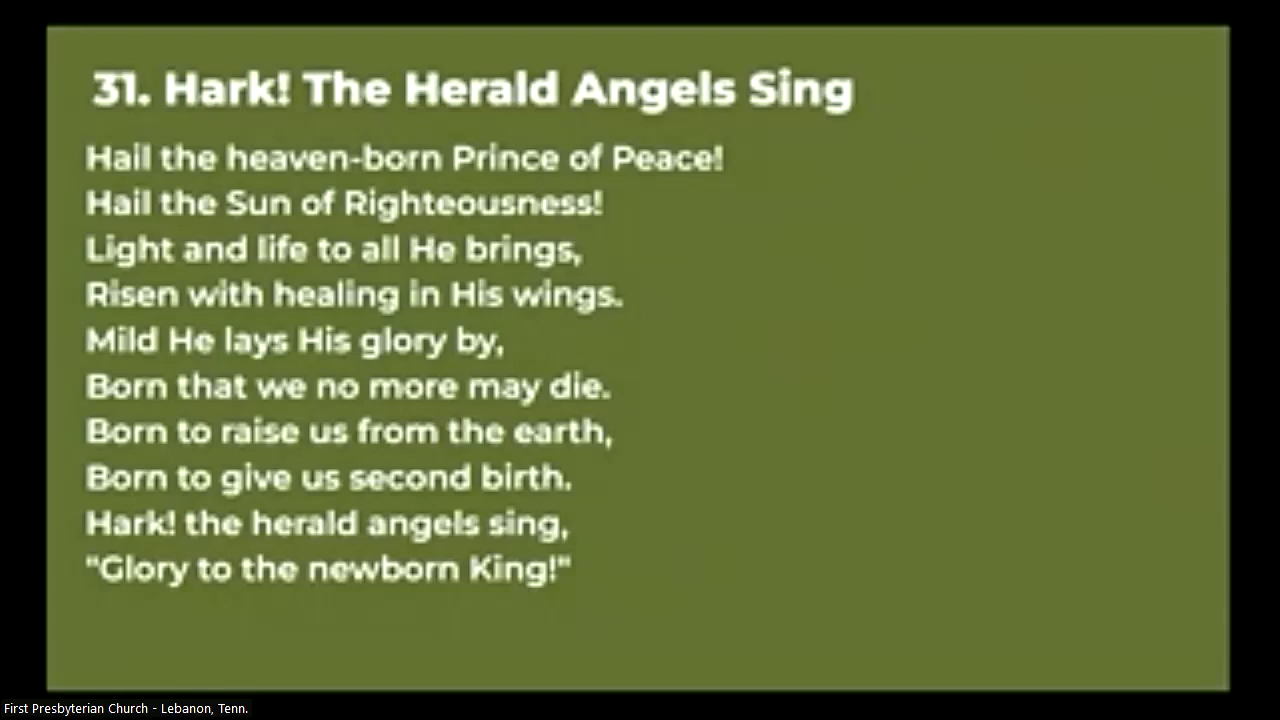 31. Hark! The Herald Angels Sing
Hail the heaven-born Prince of Peace!
Hail the Sun of Righteousness!
Light and life to all He brings,
Risen with healing in His wings.
Mild He lays His glory by,
Born that we no more may die.
Born to raise us from the earth,
Born to give us second birth.
Hark! the herald angels sing,
"Glory to the newborn King!"
First Presbyterian Church - Lebanon, Tenn.